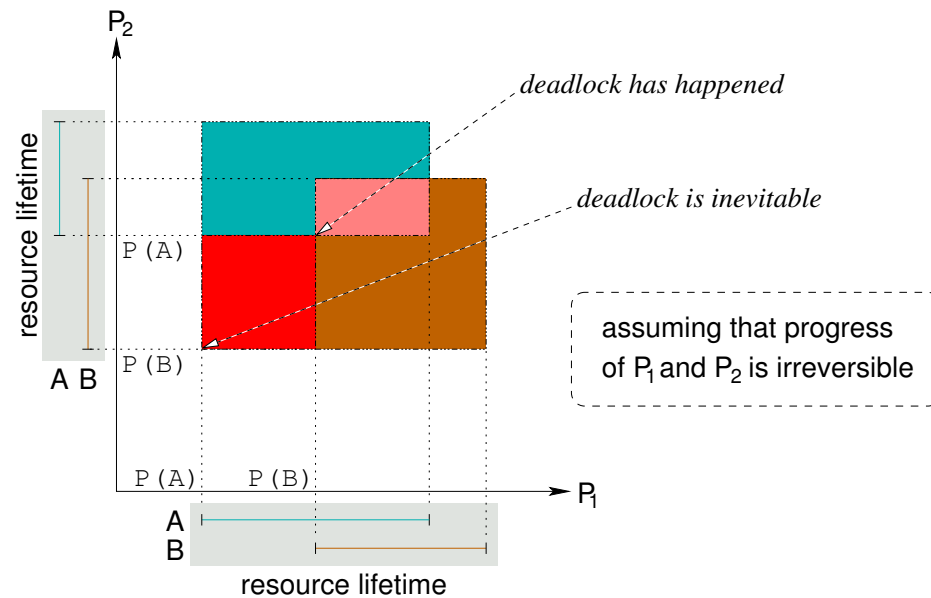 P2
deadlock has happened
resource lifetime
deadlock is inevitable
P(A)
assuming that progress
of P1 and P2 is irreversible
P(B)
A B
P(A) P(B)
P1
A
B
resource lifetime